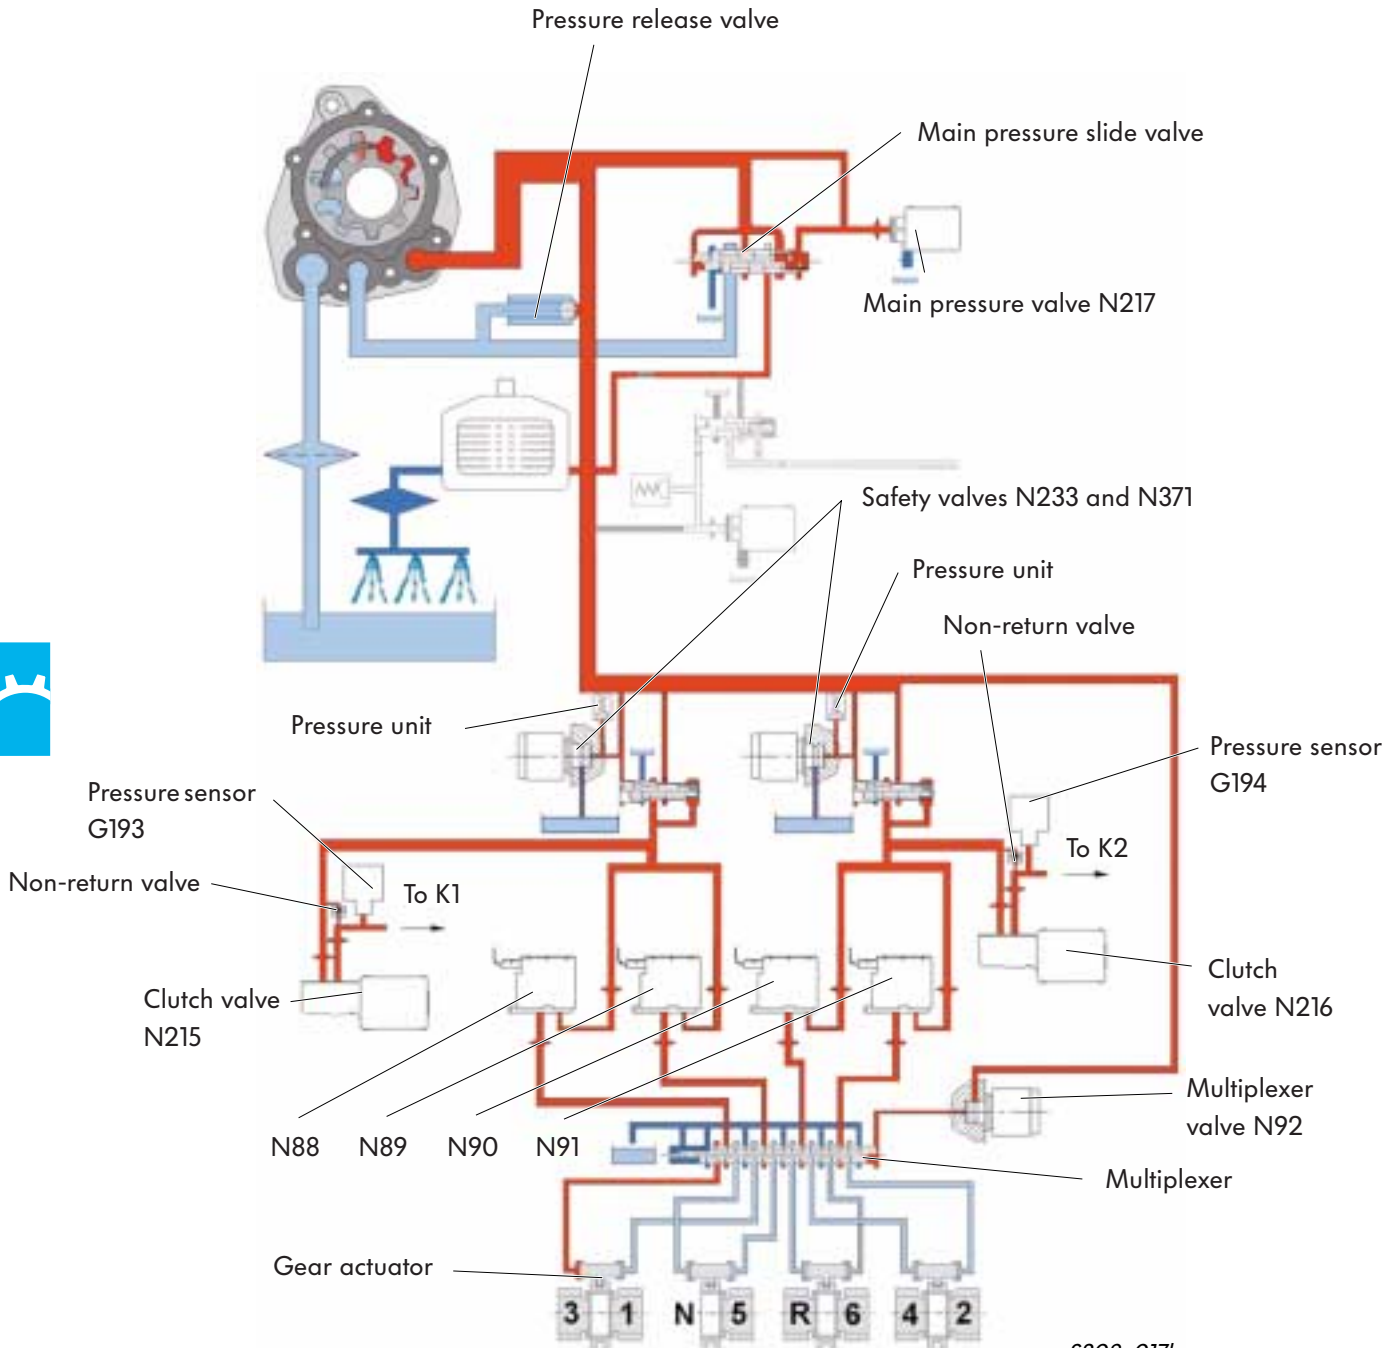 Pressure release valve
Main pressure slide valve
Main pressure valve N217
Safety valves N233 and N371
Pressure unit
Non-return valve
Pressure unit
Pressure sensor
G194
Pressure sensor
G193
To K2
Non-return valve
To K1
Clutch
valve N216
Clutch valve
N215
Multiplexer
valve N92
N88 N89 N90 N91
Multiplexer
Gear actuator
3 1 N 5 R 6 4 2